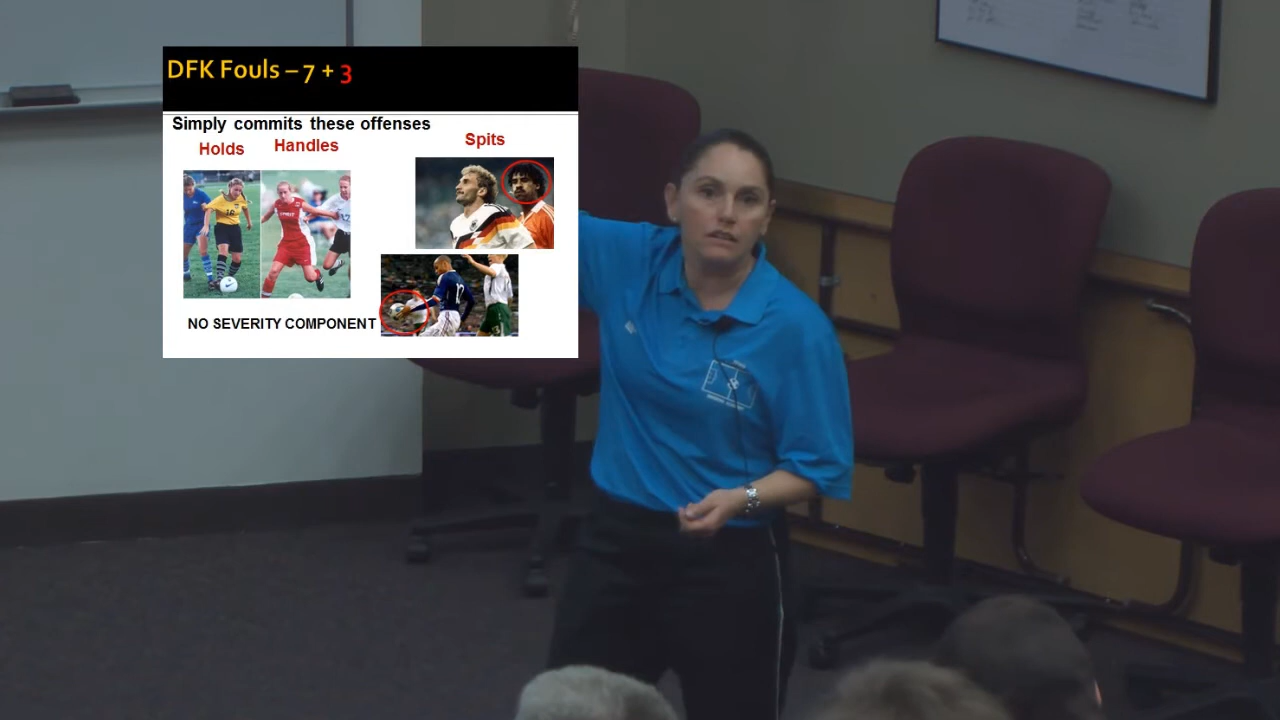 DFK Fouls – 7 + 3
Simply commits these offenses
Holds
Handles
Spits
NO SEVERITY COMPONENT